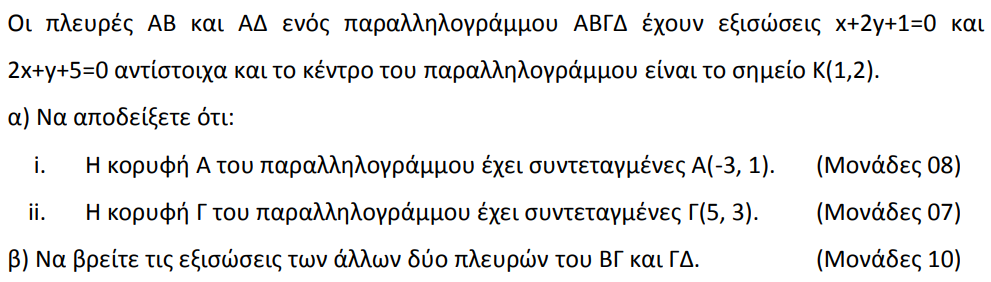 Οι πλευρές ΑΒ και ΑΔ ενός παραλληλογράμμου ΑΒΓΔ έχουν εξισώσεις x+2y+1=0 και
2x+y+5=0 αντίστοιχα και το κέντρο του παραλληλογράμμου είναι το σημείο Κ(1,2).
α) Να αποδείξετε ότι:
i. Η κορυφή Α του παραλληλογράμμου έχει συντεταγμένες Α(-3, 1). (Μονάδες 08)
ii. Η κορυφή Γ του παραλληλογράμμου έχει συντεταγμένες Γ(5, 3). (Μονάδες 07)
β) Να βρείτε τις εξισώσεις των άλλων δύο πλευρών του ΒΓ και ΓΔ. (Μονάδες 10)